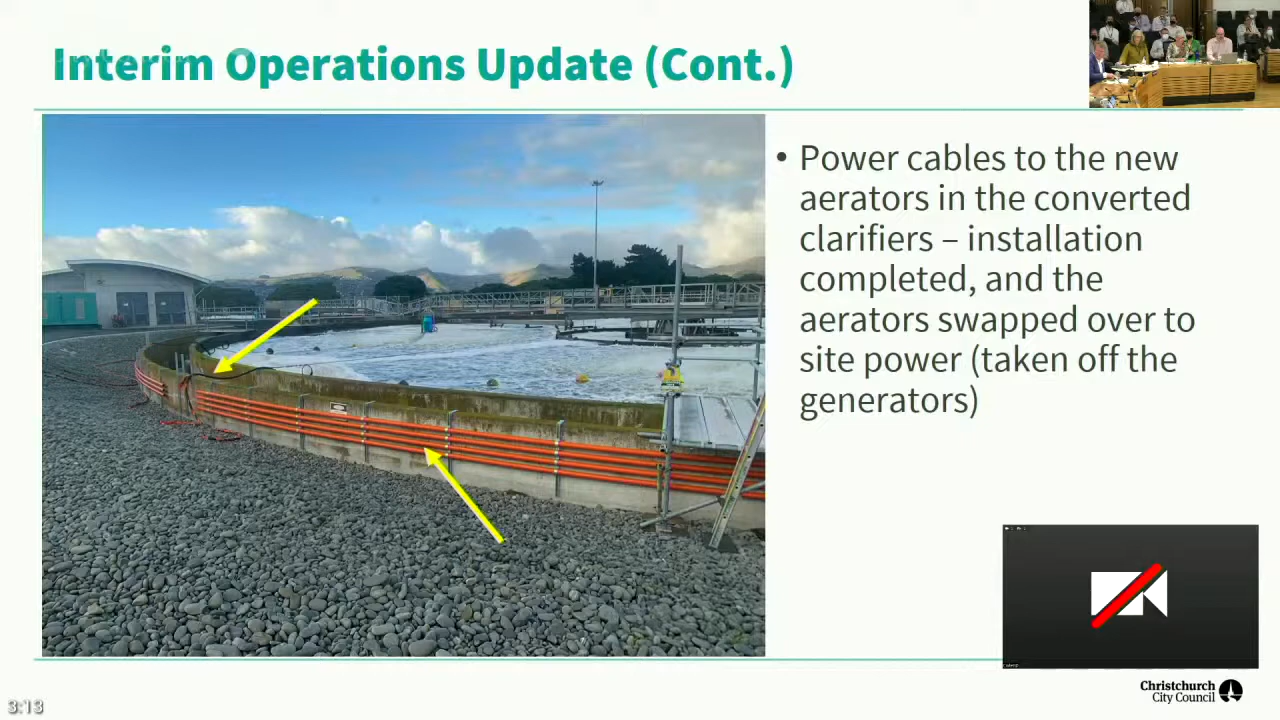 Interim Operations Update (Cont.)
• Power cables to the new
aerators in the converted
clarifiers – installation
completed, and the
aerators swapped over to
site power (taken off the
generators)
Christchurch
City Council
3:13